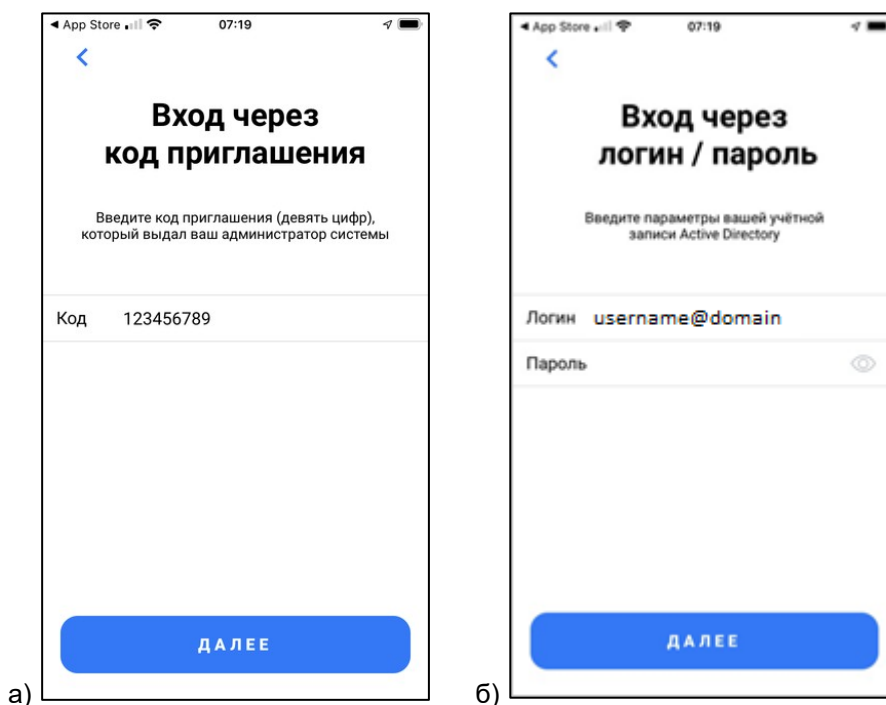 App Store
07:19
Вход через
код приглашения
Введите код приглашения (девять цифр),
который выдал ваш администратор системы
Код 123456789
ДАЛЕЕ
а)
App Store
07:19
Вход через
логин / пароль
Введите параметры вашей учётной
записи Active Directory
Логин username@domain
Пароль
ДАЛЕЕ
б)